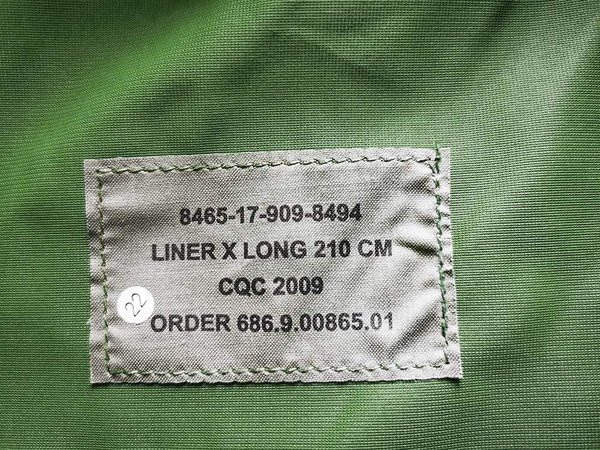 8465-17-909-8494
LINER X LONG 210 CM
CQC 2009
22
ORDER 686.9.00865.01